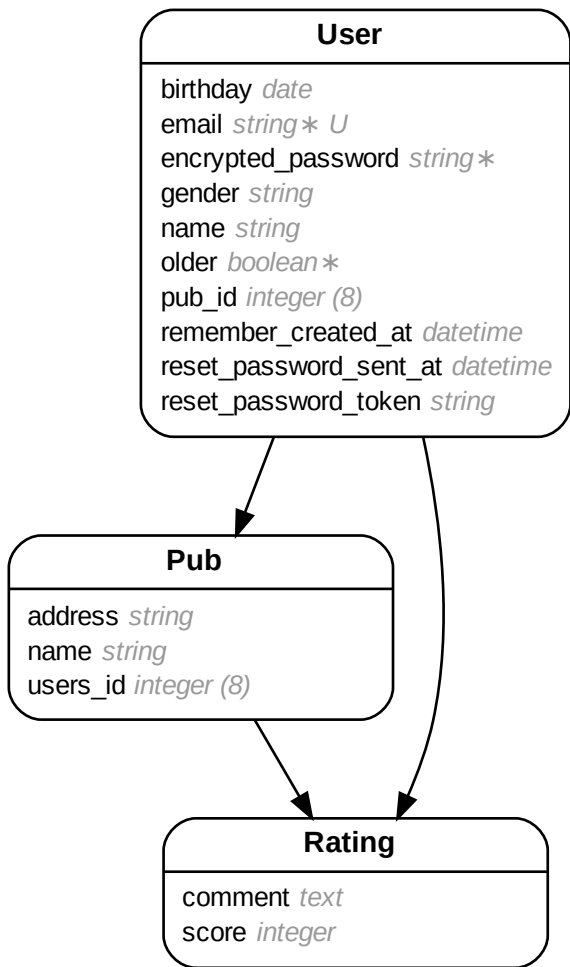 User
birthday date
email string∗ U
encrypted_password string∗
gender string
name string
older boolean∗
pub_id integer (8)
remember_created_at datetime
reset_password_sent_at datetime
reset_password_token string
Pub
address string
name string
users_id integer (8)
Rating
comment text
score integer